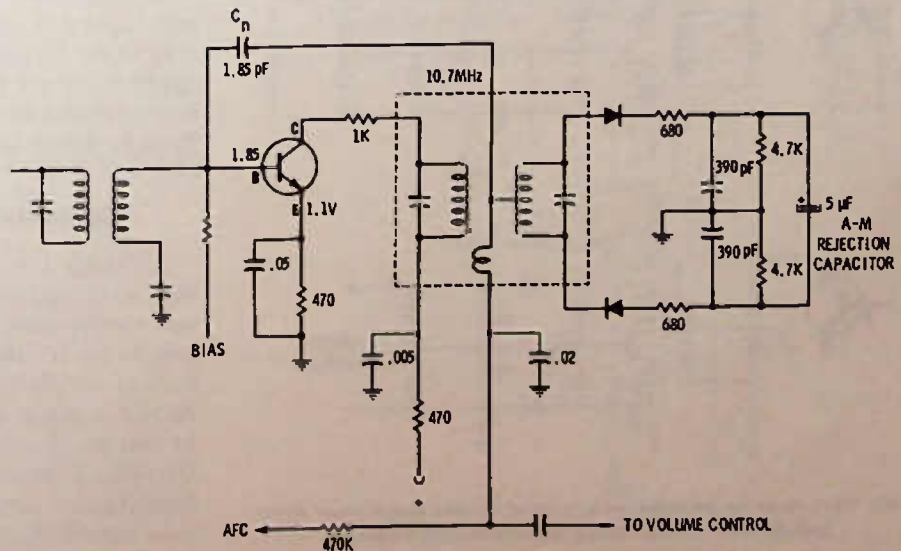 Cn
1.85 pF
10.7MHz
C
1K
1.85
B
E
1.1V
.05
470
BIAS
680
390 pF
4.7K
+
5 µF
A-M
REJECTION
CAPACITOR
390 pF
4.7K
680
.005
.02
470
+
AFC
470K
TO VOLUME CONTROL